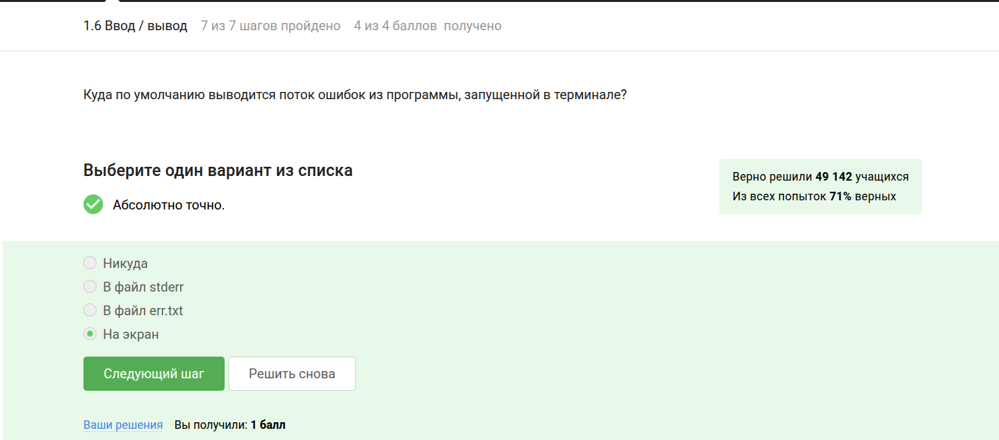 1.6 Ввод / вывод 7 из 7 шагов пройдено 4 из 4 баллов получено
Куда по умолчанию выводится поток ошибок из программы, запущенной в терминале?
Выберите один вариант из списка
Абсолютно точно.
Верно решили 49 142 учащихся
Из всех попыток 71% верных
Никуда
В файл stderr
В файл err.txt
На экран
Следующий шаг Решить снова
Ваши решения Вы получили: 1 балл